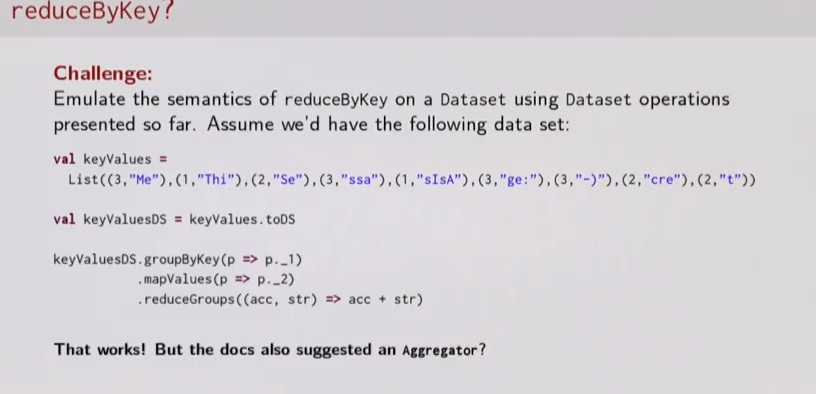 reduceByKey?
Challenge:
Emulate the semantics of reduceByKey on a Dataset using Dataset operations
presented so far. Assume we'd have the following data set:
val keyValues =
List((3,"Me"),(1,"Thi"),(2,"Se"),(3,"ssa"),(1,"sIsA"),(3,"ge:"),(3,"-)"),(2,"cre"),(2,"t"))
val keyValuesDS = keyValues.toDS
keyValuesDS.groupByKey(p => p._1)
.mapValues(p => p._2)
.reduceGroups((acc, str) => acc + str)
That works! But the docs also suggested an Aggregator?